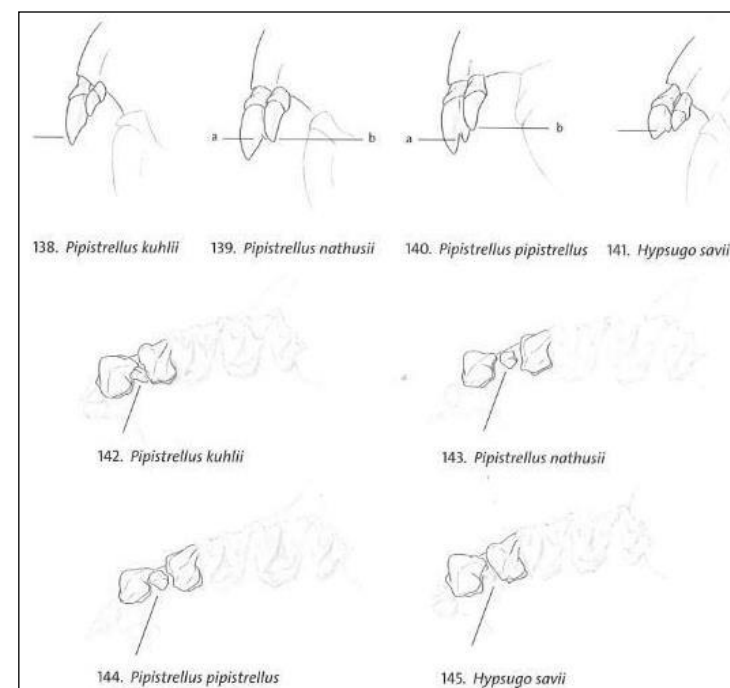 a b a b
138. Pipistrellus kuhlii 139. Pipistrellus nathusii 140. Pipistrellus pipistrellus 141. Hypsugo savii
142. Pipistrellus kuhlii 143. Pipistrellus nathusii
144. Pipistrellus pipistrellus 145. Hypsugo savii